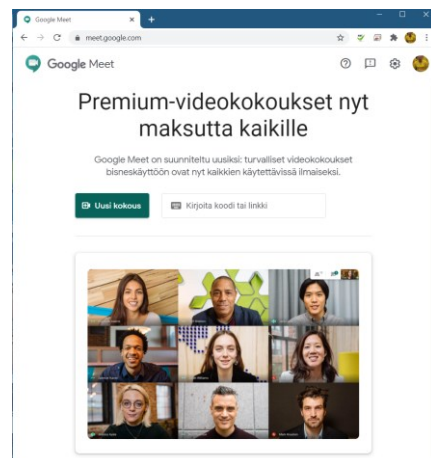 Google Meet
meet.google.com
Google Meet
Premium-videokokoukset nyt
maksutta kaikille
Google Meet on suunniteltu uusiksi: turvalliset videokokoukset
bisneskäyttöön ovat nyt kaikkien käytettävissä ilmaiseksi.
Uusi kokous
Kirjoita koodi tai linkki